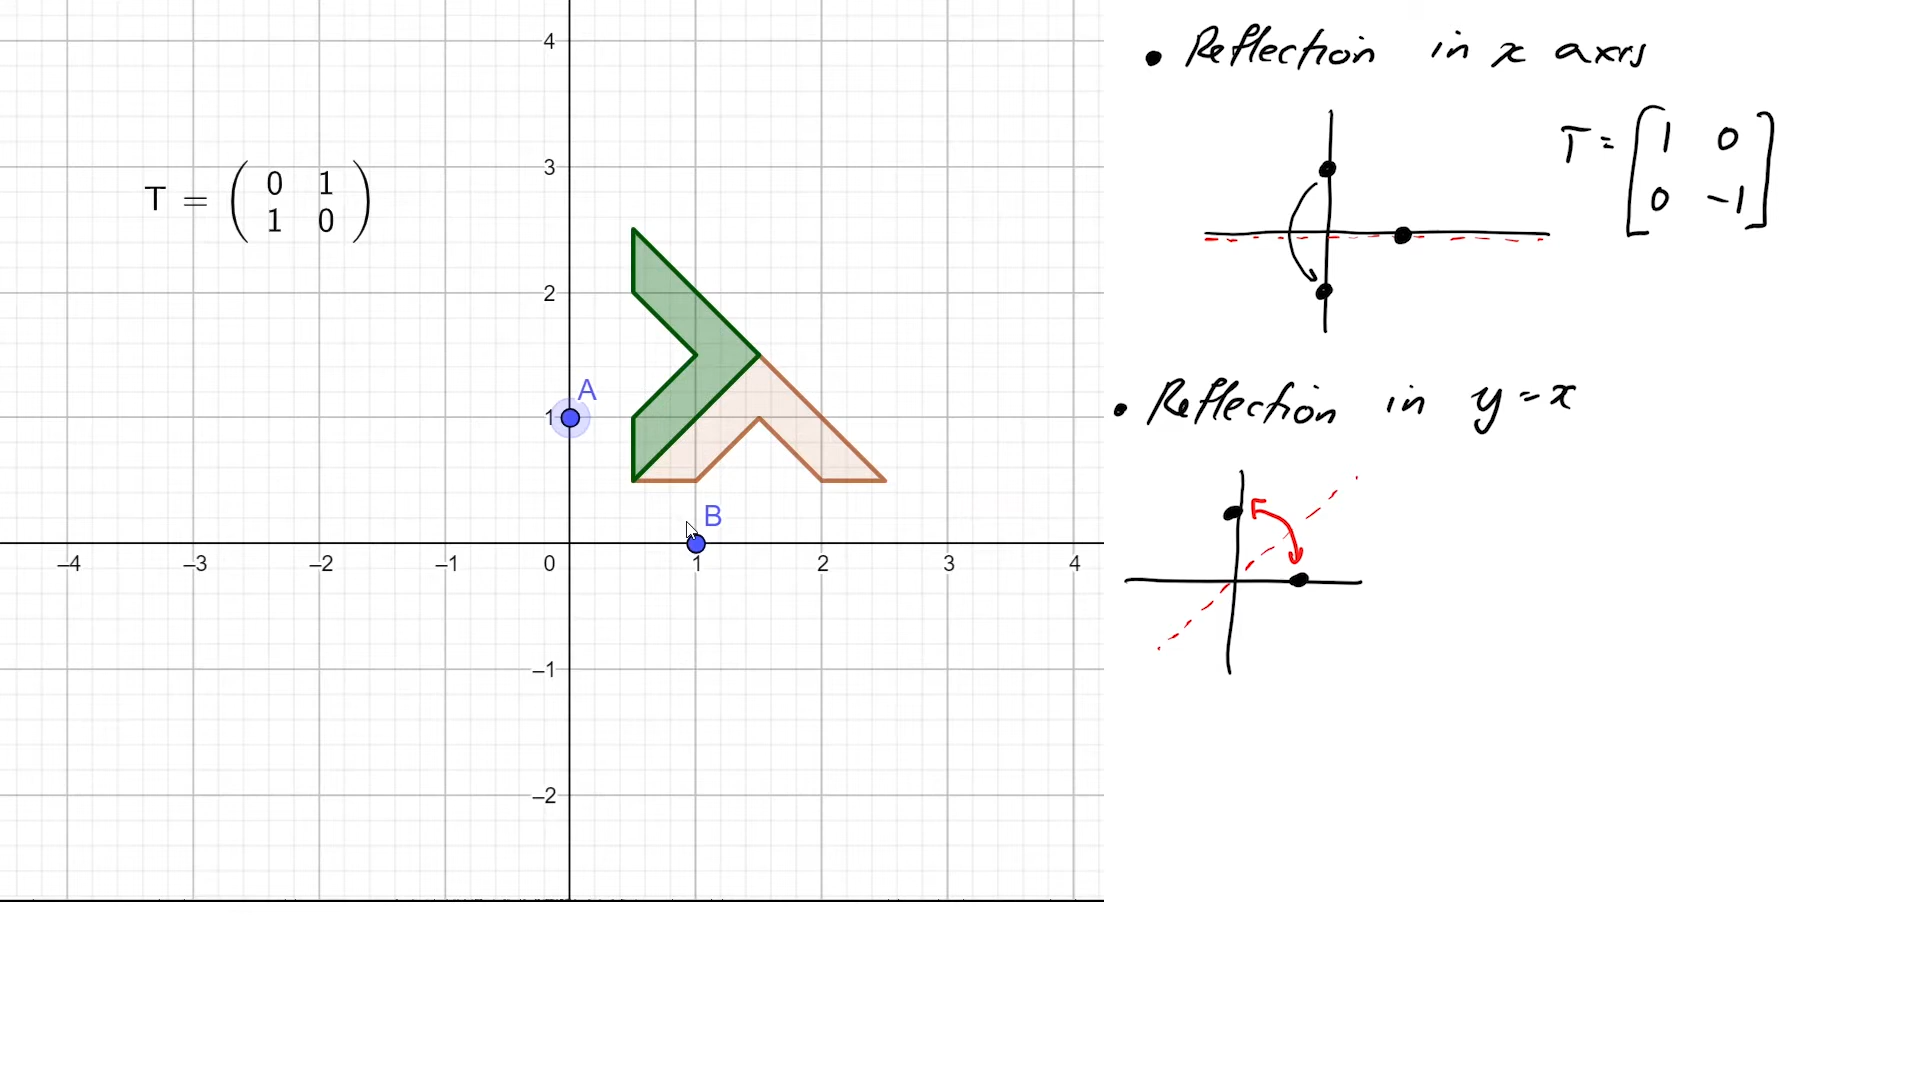 4
3
T = ( 0 1
1 0 )
2
A
1
B
–4 –3 –2 –1 0 1 2 3 4
–1
–2
• Reflection in x axis
T = [ 1 0
0 -1 ]
• Reflection in y = x